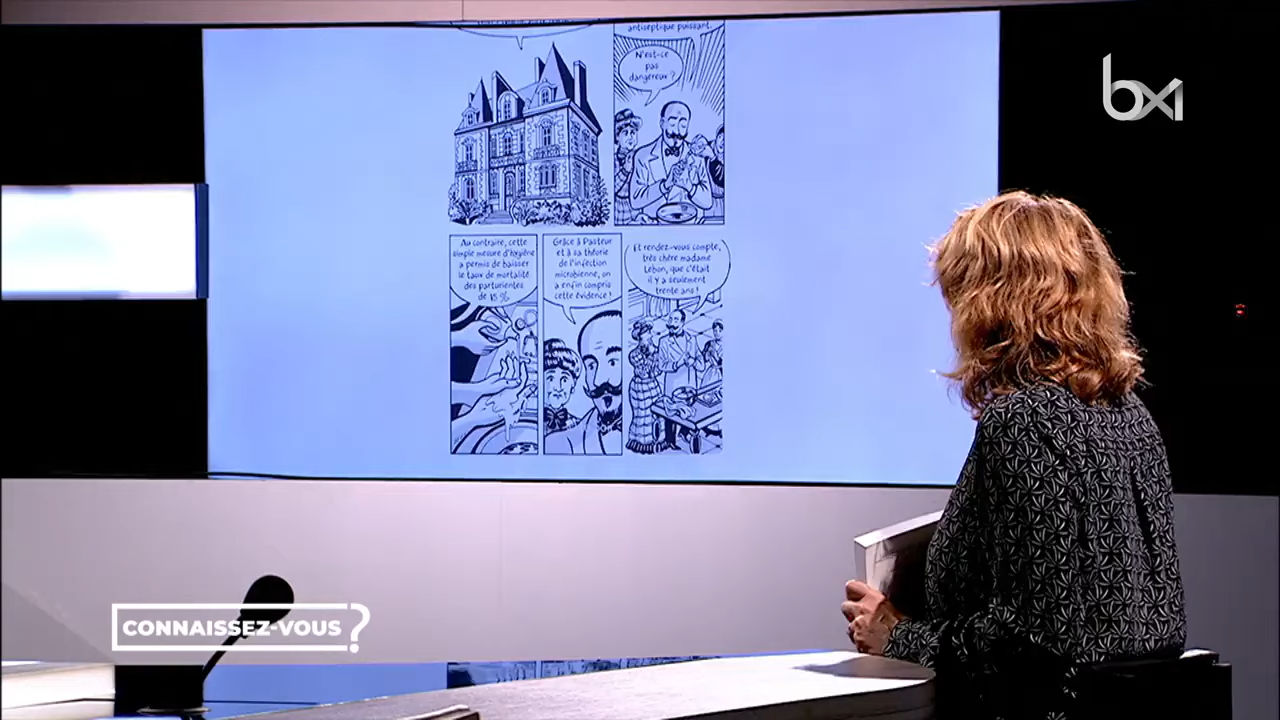 antiseptique puissant.
N'est-ce
pas
dangereux ?
Au contraire, cette
simple mesure d'hygiène
a permis de baisser
le taux de mortalité
des parturientes
de 15 %
Grâce à Pasteur
et à sa théorie
de l'infection
microbienne, on
a enfin compris
cette évidence !
Et rendez-vous compte,
très chère madame
Lebon, que c'était
il y a seulement
trente ans !
bx1
CONNAISSEZ-VOUS ?